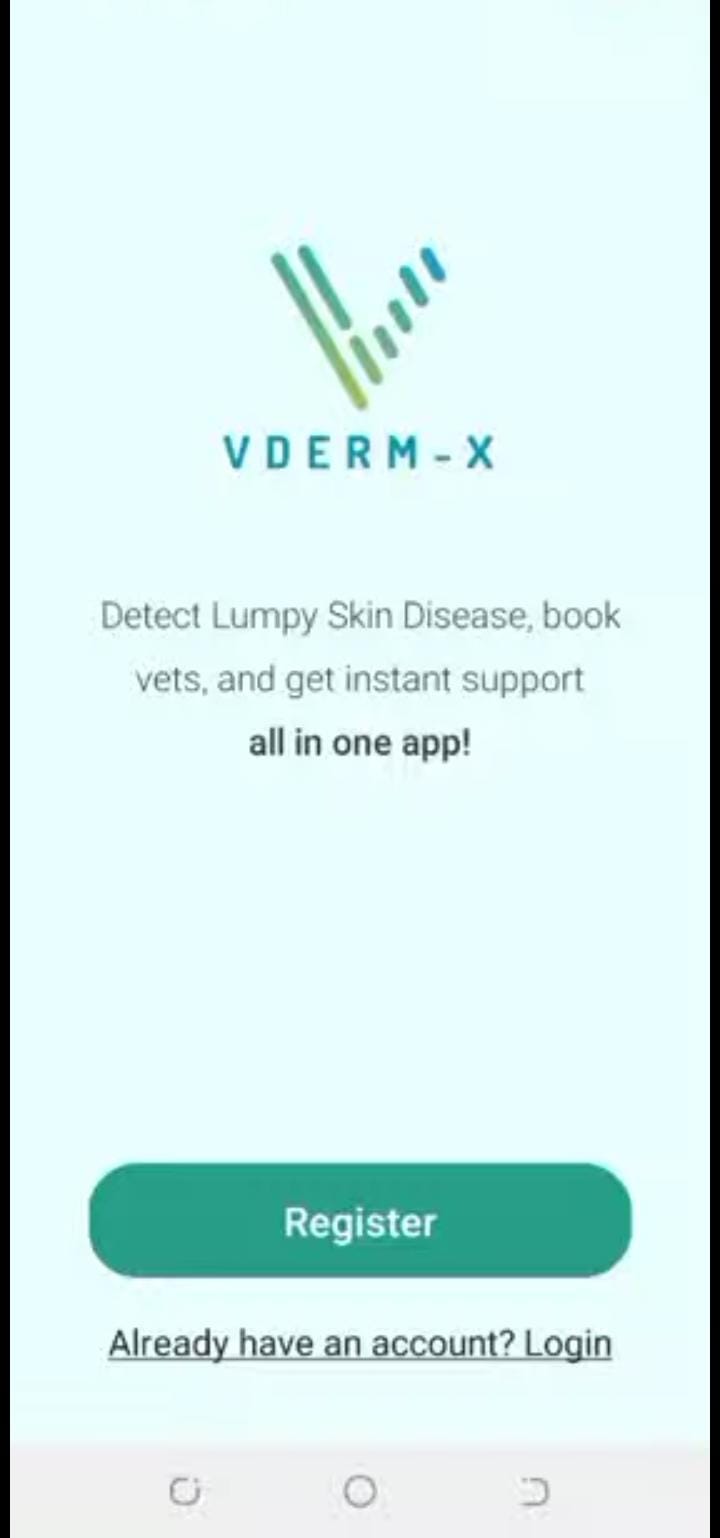 VDERM-X
Detect Lumpy Skin Disease, book
vets, and get instant support
all in one app!
Register
Already have an account? Login